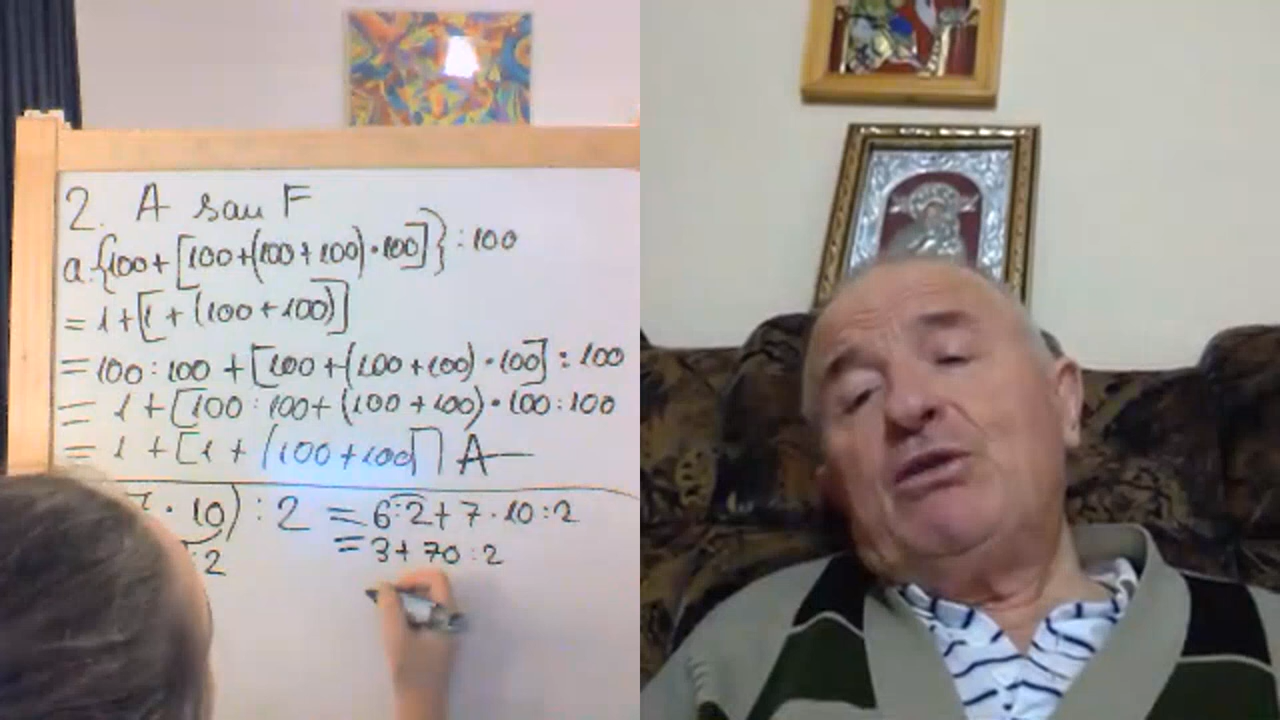 2. A sau F
a. {100+[100+(100+100)•100]}:100
= 1+[1+(100+100)]
= 100:100+[100+(100+100)•100]:100
= 1+[100:100+(100+100)•100:100
= 1+[1+(100+100)] A
· 10) : 2 = 6:2+7·10:2
:2 = 3+70:2